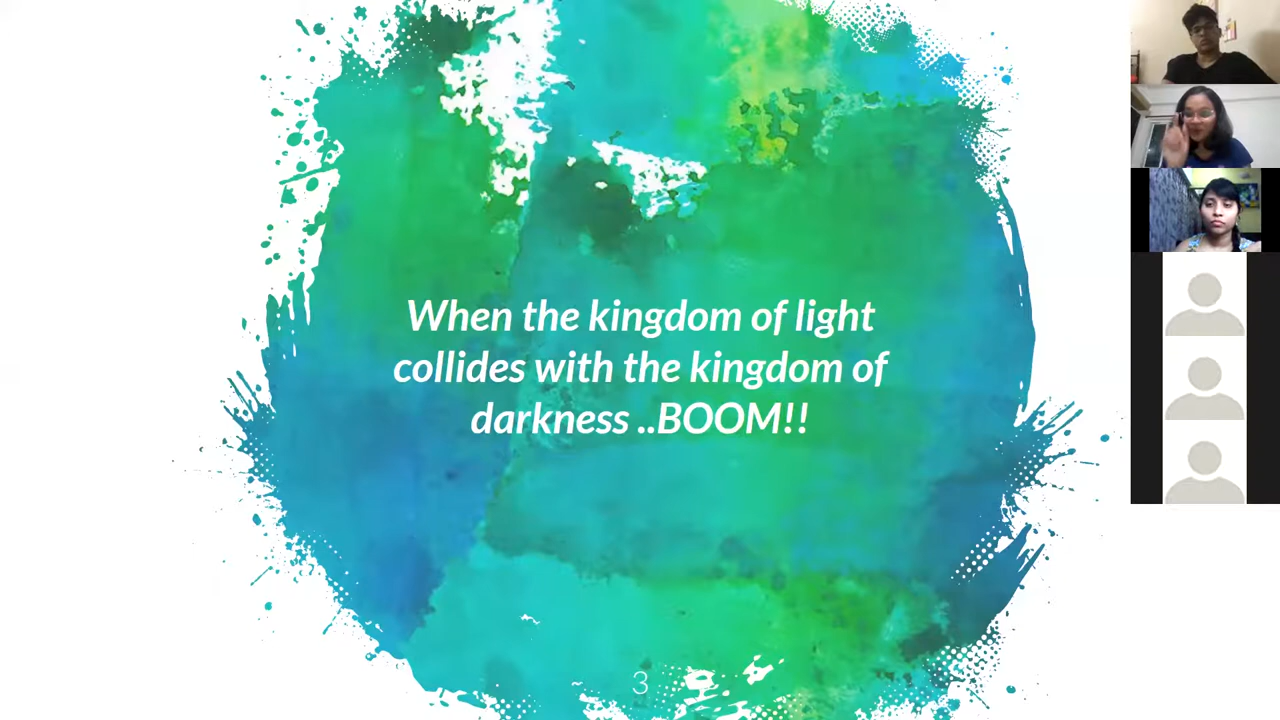 When the kingdom of light
collides with the kingdom of
darkness ..BOOM!!
3